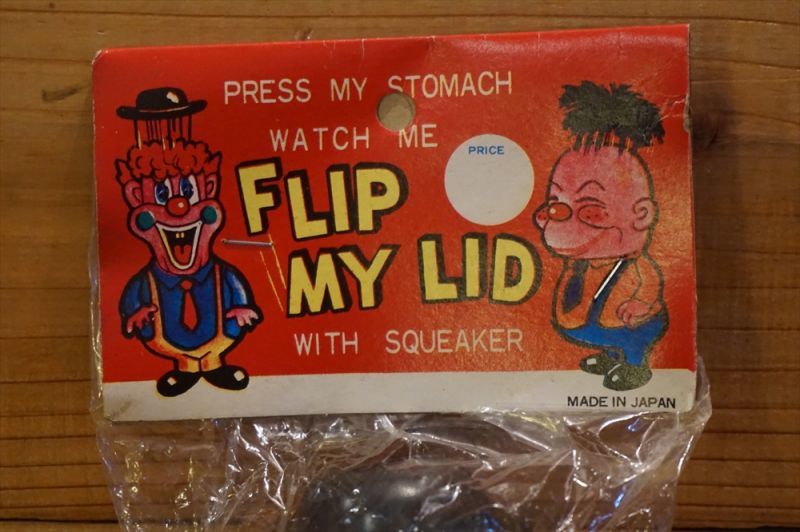 PRESS MY STOMACH
WATCH ME
PRICE
FLIP
MY LID
WITH SQUEAKER
MADE IN JAPAN